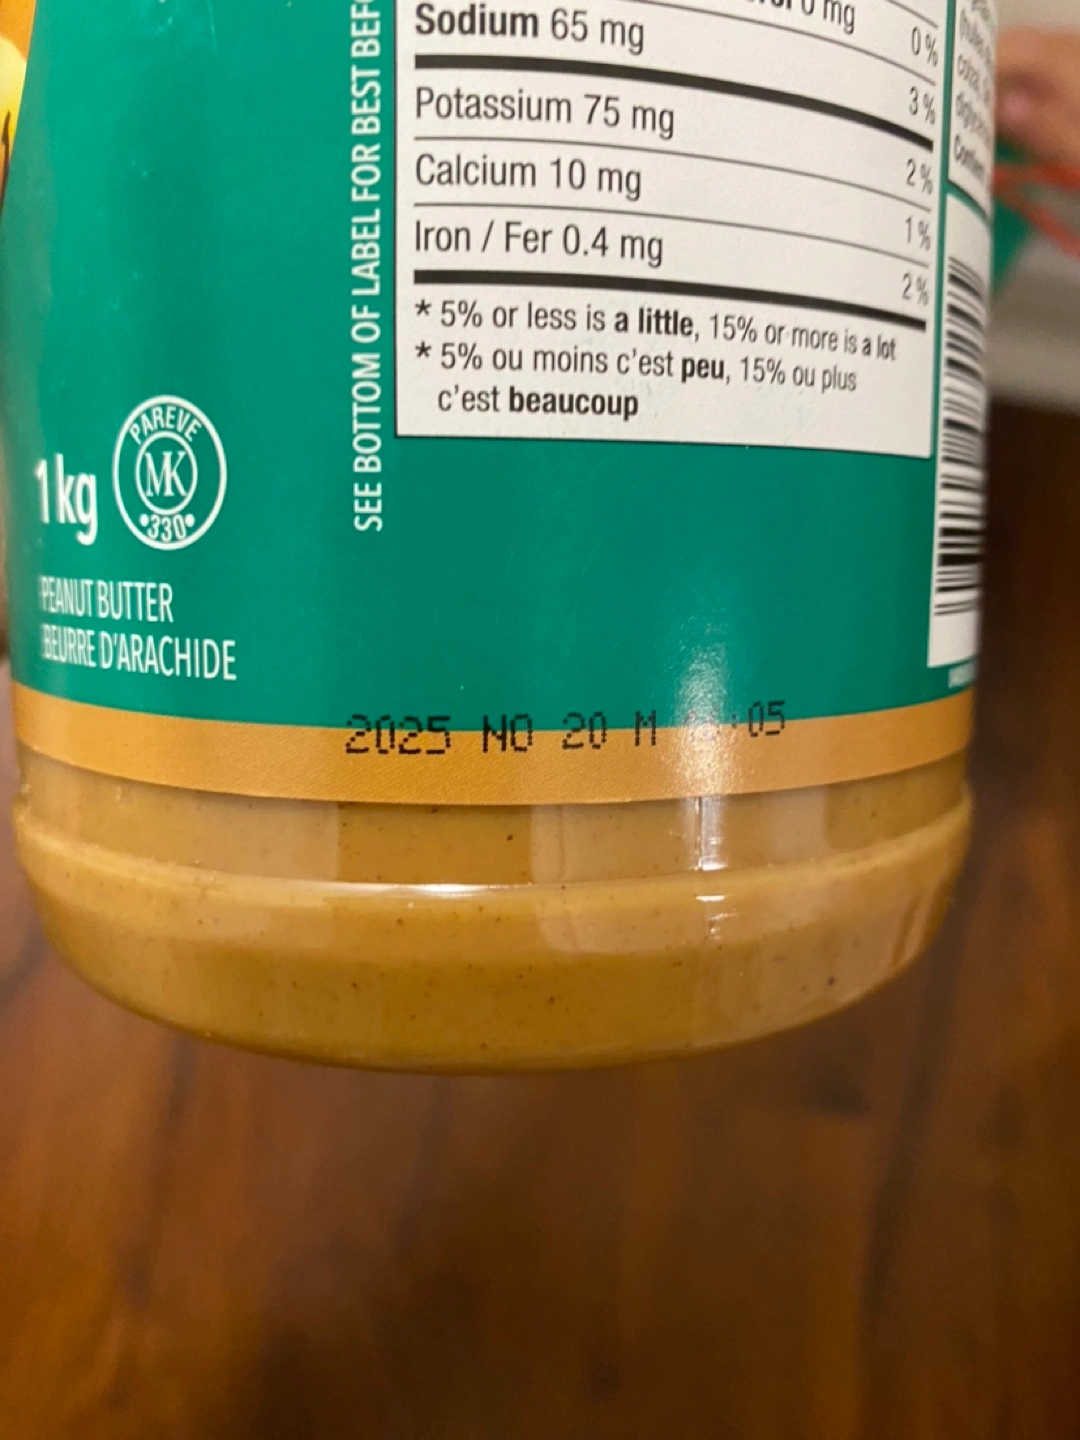 0 mg
0 %
Sodium 65 mg
3 %
Potassium 75 mg
2 %
Calcium 10 mg
1 %
Iron / Fer 0.4 mg
2 %
* 5% or less is a little, 15% or more is a lot
* 5% ou moins c'est peu, 15% ou plus
c'est beaucoup
SEE BOTTOM OF LABEL FOR BEST
PAREVE
MK
•330•
1 kg
PEANUT BUTTER
BEURRE D'ARACHIDE
2025 NO 20 M :05